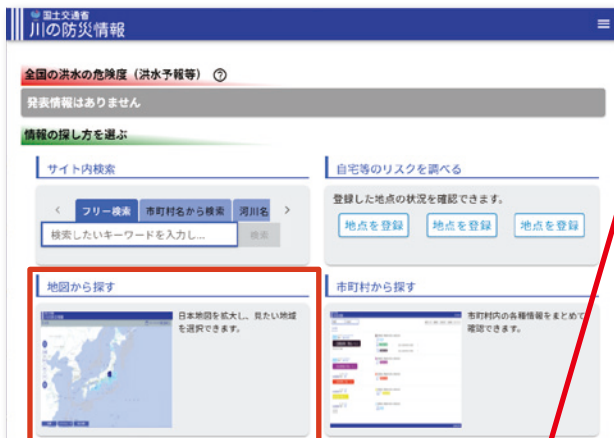 国土交通省
川の防災情報
全国の洪水の危険度（洪水予報等） ?
発表情報はありません
情報の探し方を選ぶ
サイト内検索
< フリー検索 市町村名から検索 河川名 >
検索したいキーワードを入力し... 検索
自宅等のリスクを調べる
登録した地点の状況を確認できます。
地点を登録 地点を登録 地点を登録
地図から探す
日本地図を拡大し、見たい地域
を選択できます。
市町村から探す
市町村内の各種情報をまとめて
確認できます。